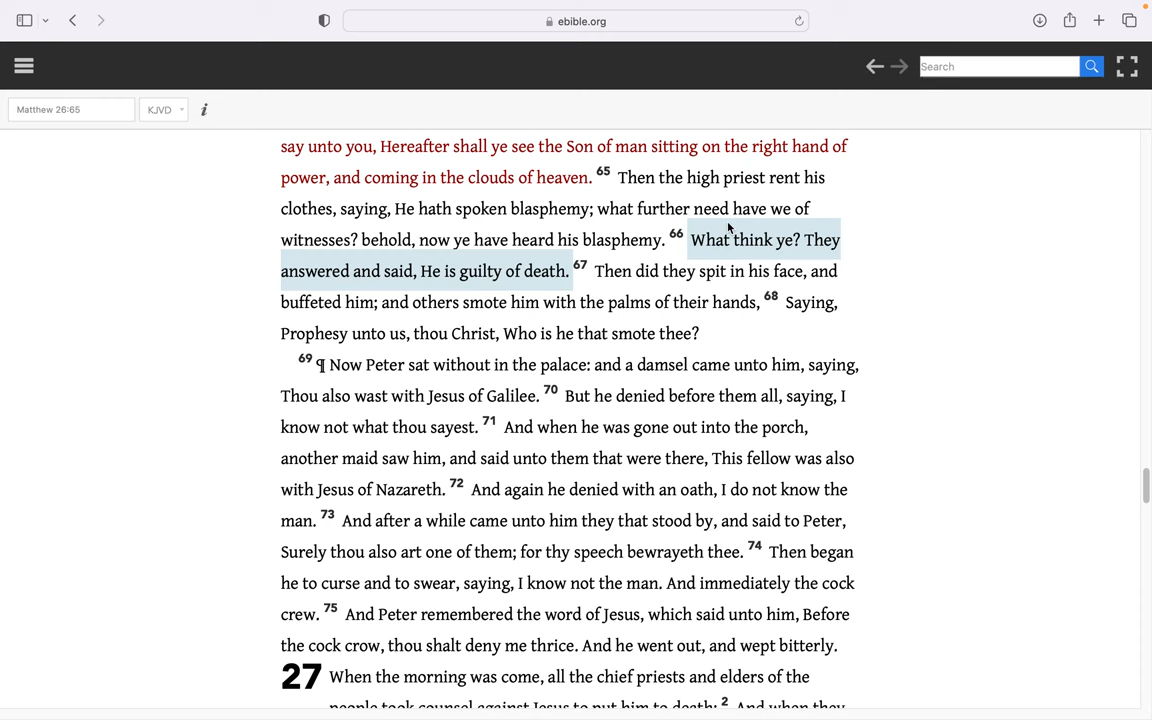 ebible.org
Search
Matthew 26:65 KJVD i
say unto you, Hereafter shall ye see the Son of man sitting on the right hand of
power, and coming in the clouds of heaven. 65 Then the high priest rent his
clothes, saying, He hath spoken blasphemy; what further need have we of
witnesses? behold, now ye have heard his blasphemy. 66 What think ye? They
answered and said, He is guilty of death. 67 Then did they spit in his face, and
buffeted him; and others smote him with the palms of their hands, 68 Saying,
Prophesy unto us, thou Christ, Who is he that smote thee?
69 ¶ Now Peter sat without in the palace: and a damsel came unto him, saying,
Thou also wast with Jesus of Galilee. 70 But he denied before them all, saying, I
know not what thou sayest. 71 And when he was gone out into the porch,
another maid saw him, and said unto them that were there, This fellow was also
with Jesus of Nazareth. 72 And again he denied with an oath, I do not know the
man. 73 And after a while came unto him they that stood by, and said to Peter,
Surely thou also art one of them; for thy speech bewrayeth thee. 74 Then began
he to curse and to swear, saying, I know not the man. And immediately the cock
crew. 75 And Peter remembered the word of Jesus, which said unto him, Before
the cock crow, thou shalt deny me thrice. And he went out, and wept bitterly.
27 When the morning was come, all the chief priests and elders of the
people took counsel against Jesus to put him to death: 2 And when they